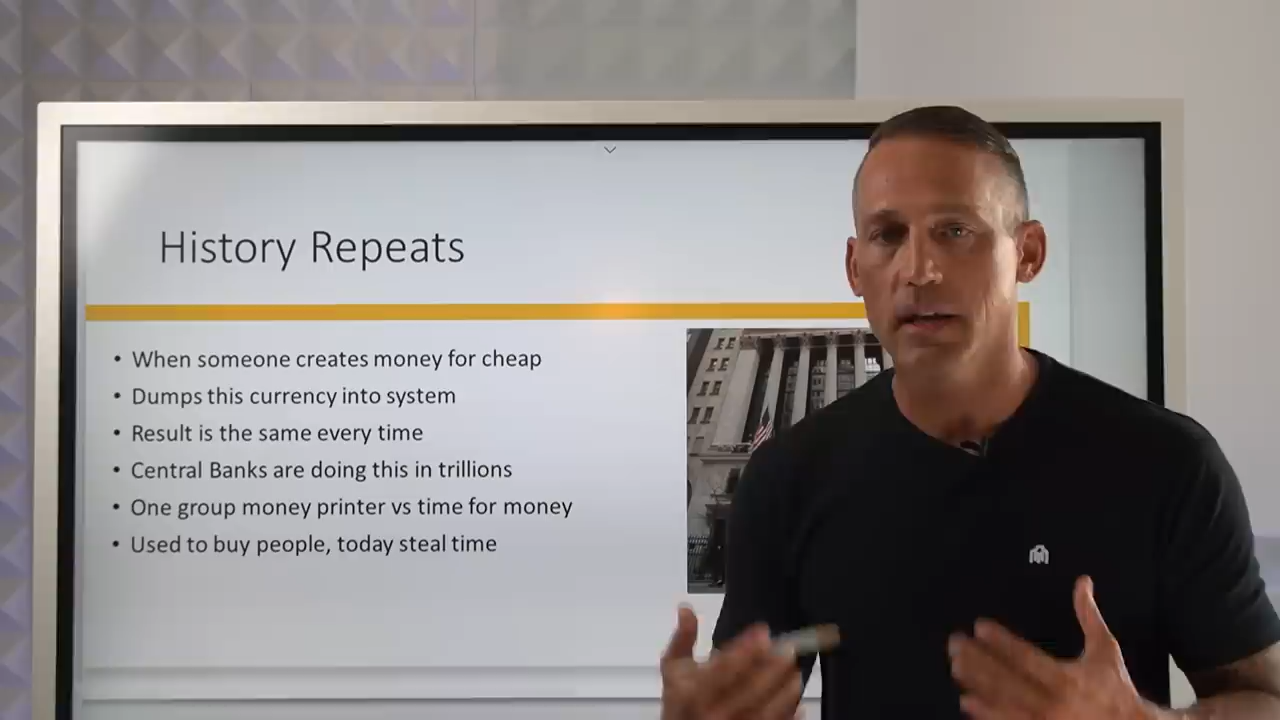 History Repeats
• When someone creates money for cheap
• Dumps this currency into system
• Result is the same every time
• Central Banks are doing this in trillions
• One group money printer vs time for money
• Used to buy people, today steal time